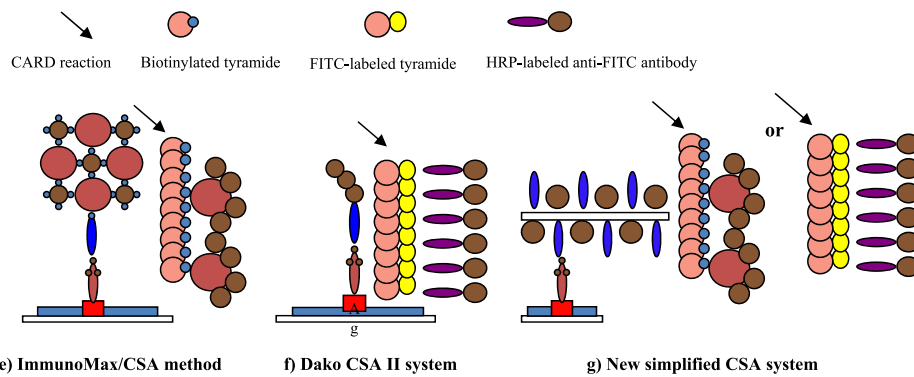 CARD reaction
Biotinylated tyramide
FITC-labeled tyramide
HRP-labeled anti-FITC antibody
or
A
g
e) ImmunoMax/CSA method
f) Dako CSA II system
g) New simplified CSA system